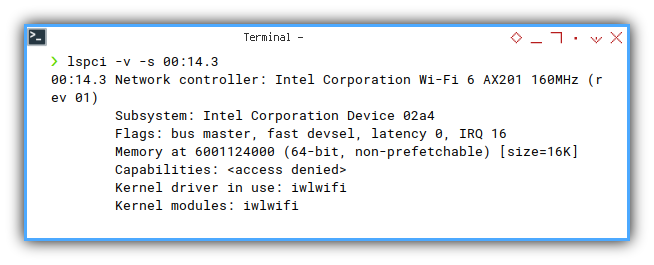 Terminal -
❯ lspci -v -s 00:14.3
00:14.3 Network controller: Intel Corporation Wi-Fi 6 AX201 160MHz (r
ev 01)
Subsystem: Intel Corporation Device 02a4
Flags: bus master, fast devsel, latency 0, IRQ 16
Memory at 6001124000 (64-bit, non-prefetchable) [size=16K]
Capabilities: <access denied>
Kernel driver in use: iwlwifi
Kernel modules: iwlwifi